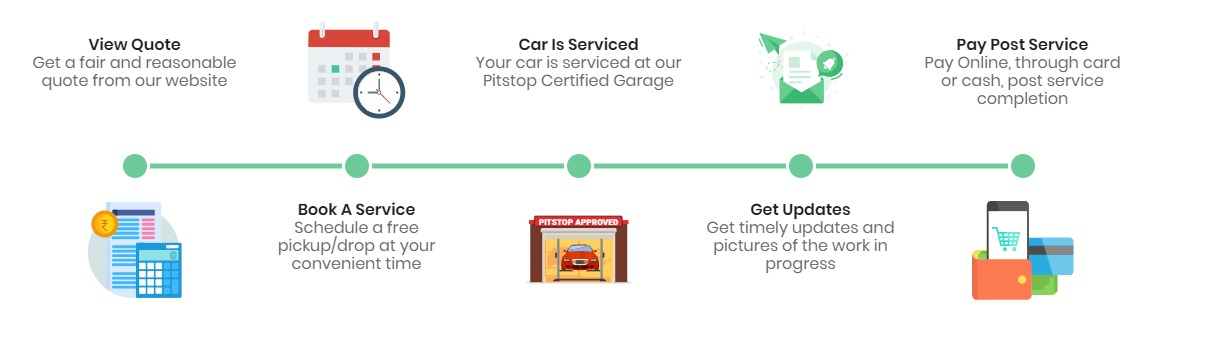 View Quote
Get a fair and reasonable
quote from our website
Book A Service
Schedule a free
pickup/drop at your
convenient time
Car Is Serviced
Your car is serviced at our
Pitstop Certified Garage
PITSTOP APPROVED
Get Updates
Get timely updates and
pictures of the work in
progress
Pay Post Service
Pay Online, through card
or cash, post service
completion